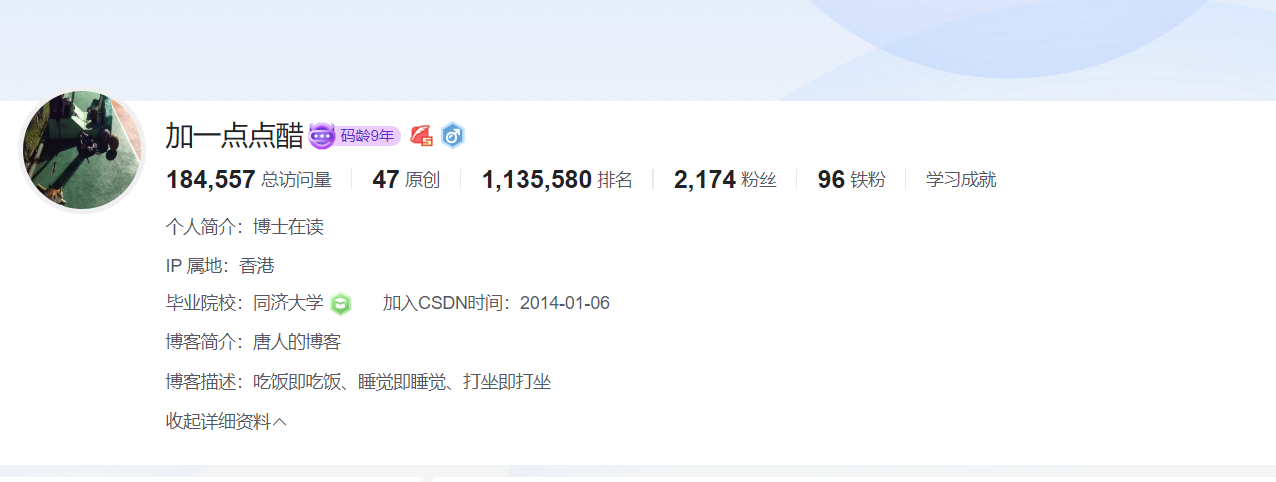 加一点点醋 码龄9年
184,557 总访问量 47 原创 1,135,580 排名 2,174 粉丝 96 铁粉 学习成就
个人简介：博士在读
IP 属地：香港
毕业院校：同济大学 加入CSDN时间：2014-01-06
博客简介：唐人的博客
博客描述：吃饭即吃饭、睡觉即睡觉、打坐即打坐
收起详细资料